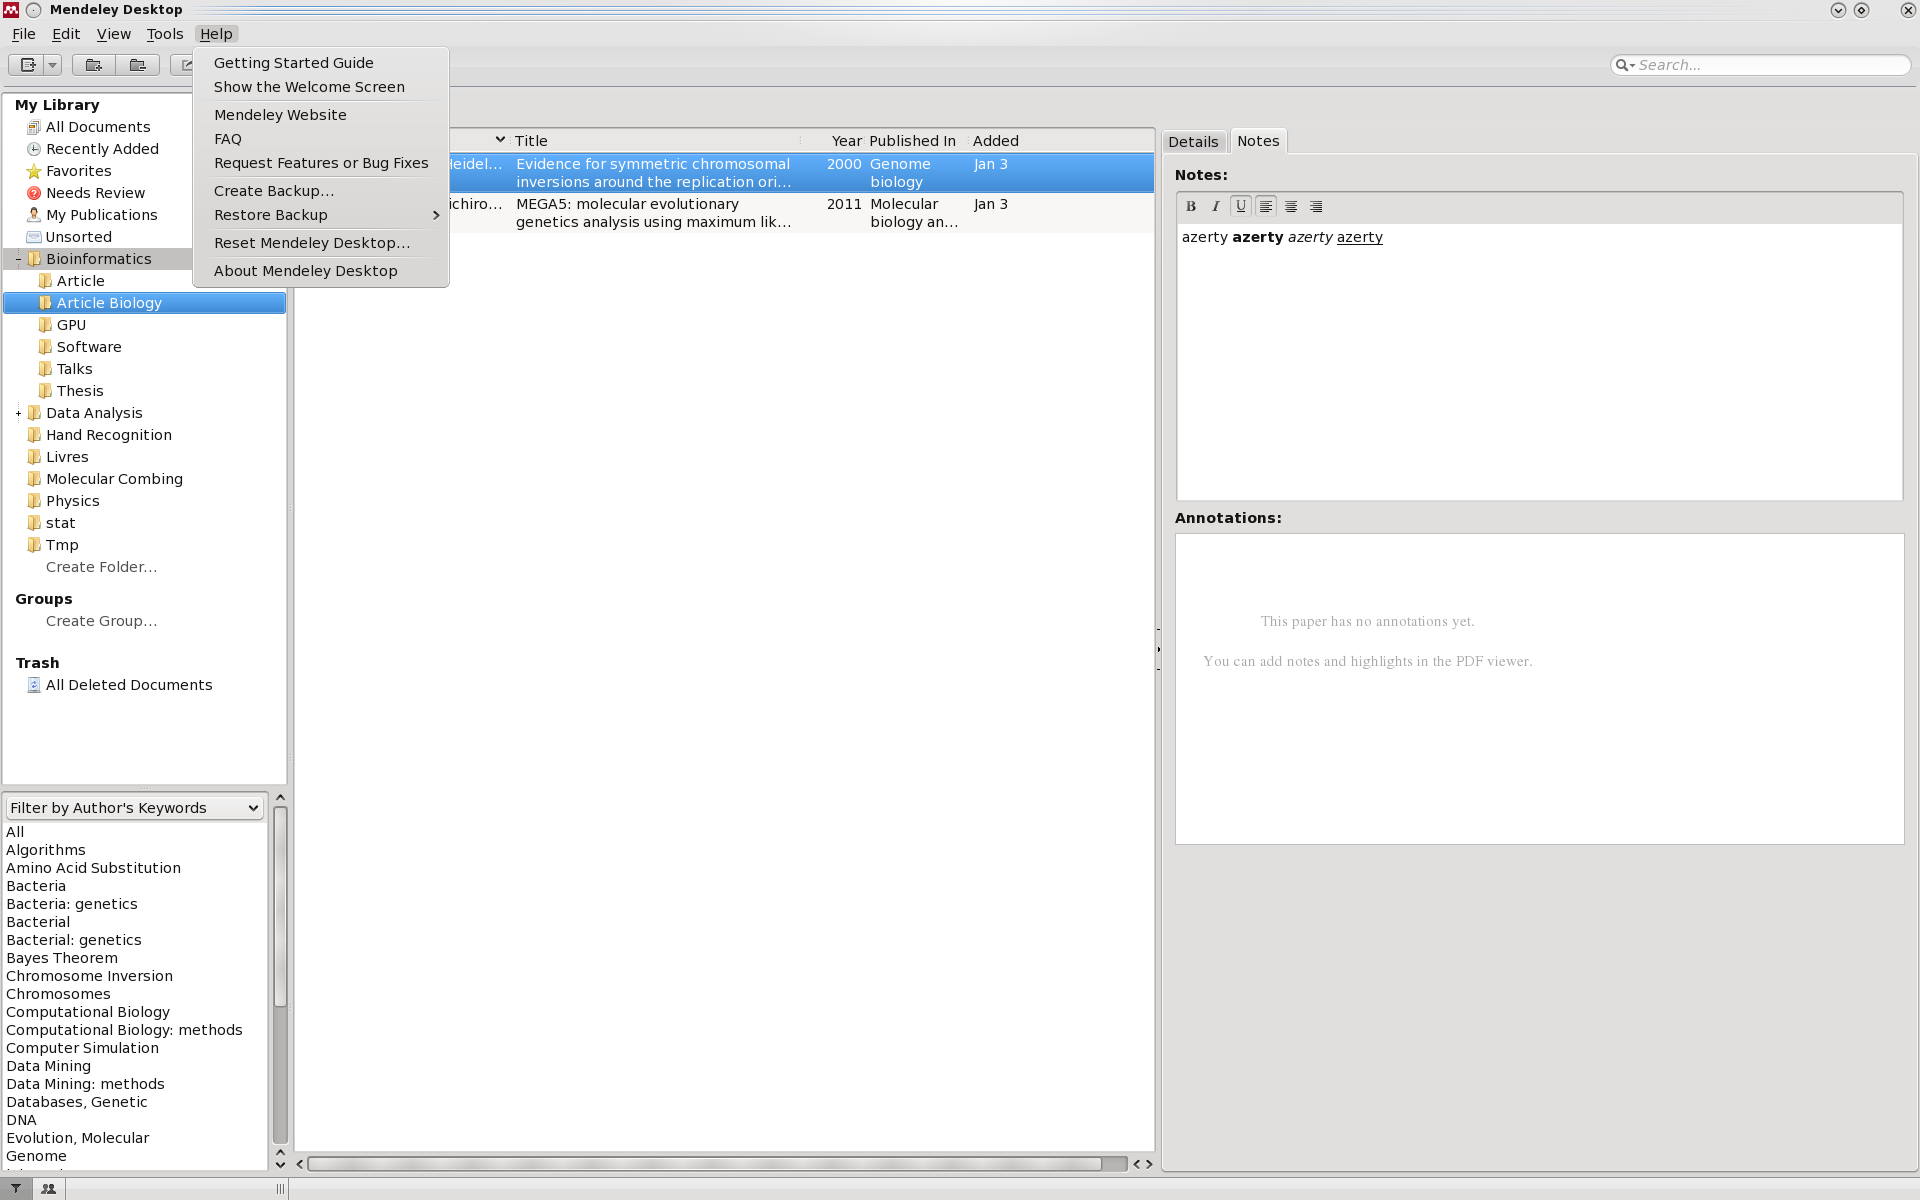 Mendeley Desktop
File Edit View Tools Help
Search...
Getting Started Guide
Show the Welcome Screen
Mendeley Website
FAQ
Request Features or Bug Fixes
Create Backup...
Restore Backup
Reset Mendeley Desktop...
About Mendeley Desktop
My Library
All Documents
Recently Added
Favorites
Needs Review
My Publications
Unsorted
Bioinformatics
Article
Article Biology
GPU
Software
Talks
Thesis
Data Analysis
Hand Recognition
Livres
Molecular Combing
Physics
stat
Tmp
Create Folder...
Groups
Create Group...
Trash
All Deleted Documents
Filter by Author's Keywords
All
Algorithms
Amino Acid Substitution
Bacteria
Bacteria: genetics
Bacterial
Bacterial: genetics
Bayes Theorem
Chromosome Inversion
Chromosomes
Computational Biology
Computational Biology: methods
Computer Simulation
Data Mining
Data Mining: methods
Databases, Genetic
DNA
Evolution, Molecular
Genome
Title Year Published In Added
Evidence for symmetric chromosomal 2000 Genome Jan 3
inversions around the replication ori... biology
MEGA5: molecular evolutionary 2011 Molecular Jan 3
genetics analysis using maximum lik... biology an...
Details Notes
Notes:
B I U
azerty azerty azerty azerty
Annotations:
This paper has no annotations yet.
You can add notes and highlights in the PDF viewer.